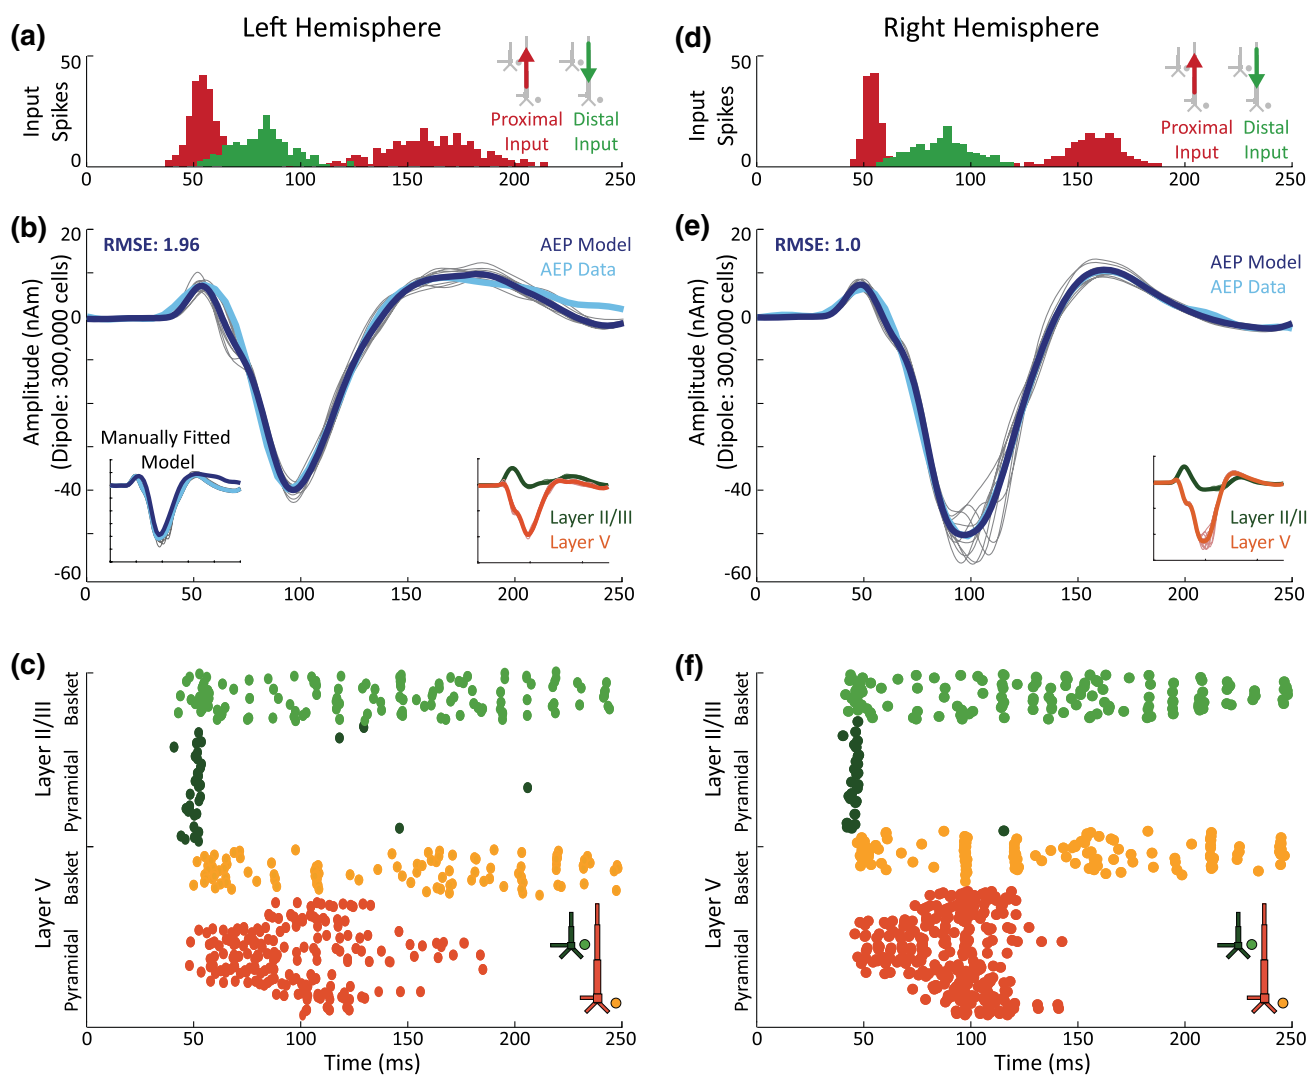 (a)
Left Hemisphere
50
Input
Spikes
0
Proximal
Input
Distal
Input
0
50
100
150
200
250
(d)
Right Hemisphere
50
Input
Spikes
0
Proximal
Input
Distal
Input
0
50
100
150
200
250
(b)
20
0
-40
-60
Amplitude (nAm)
(Dipole: 300,000 cells)
RMSE: 1.96
AEP Model
AEP Data
Manually Fitted
Model
Layer II/III
Layer V
0
50
100
150
200
250
(e)
20
0
-40
-60
Amplitude (nAm)
(Dipole: 300,000 cells)
RMSE: 1.0
AEP Model
AEP Data
Layer II/II
Layer V
0
50
100
150
200
250
(c)
Layer II/III
Basket
Pyramidal
Layer V
Basket
Pyramidal
0
50
100
150
200
250
Time (ms)
(f)
Layer II/III
Basket
Pyramidal
Layer V
Basket
Pyramidal
0
50
100
150
200
250
Time (ms)